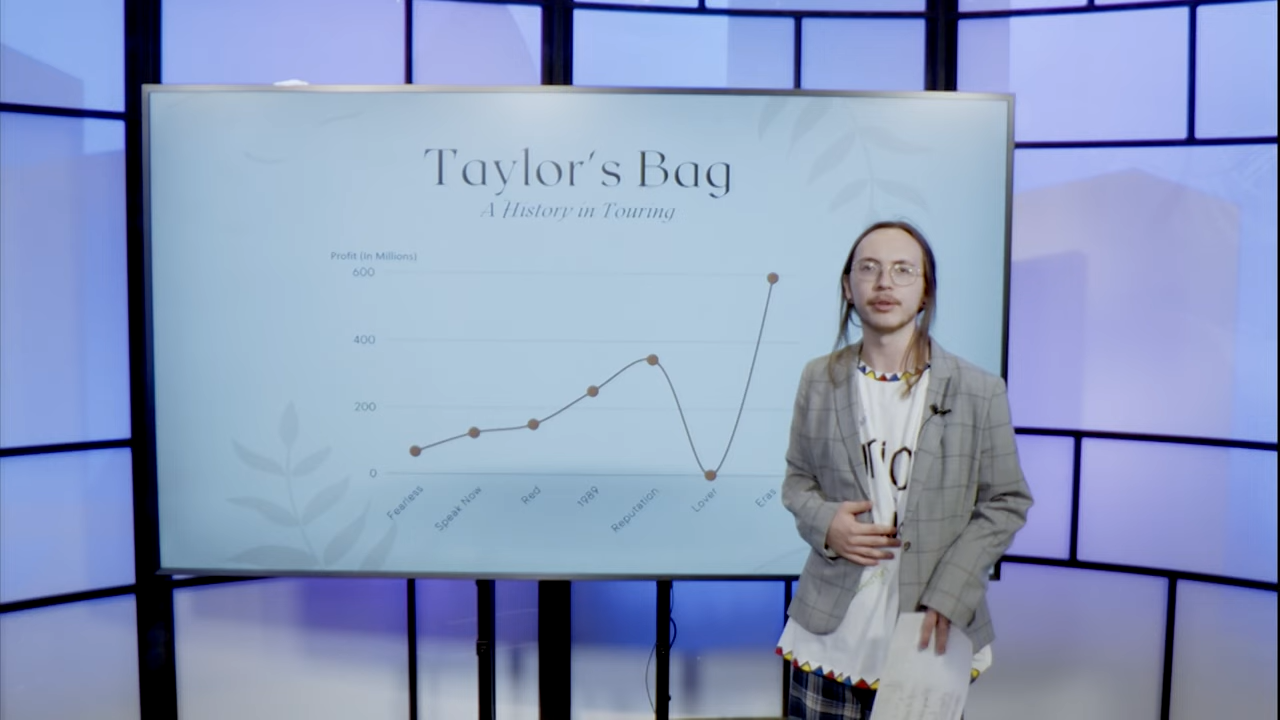 Taylor's Bag
A History in Touring
Profit (In Millions)
600
400
200
0
Fearless
Speak Now
Red
1989
Reputation
Lover
Eras